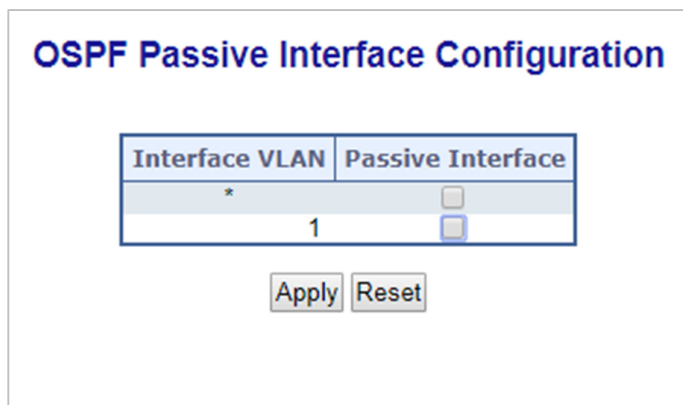 OSPF Passive Interface Configuration
Interface VLAN Passive Interface
*
1
Apply Reset